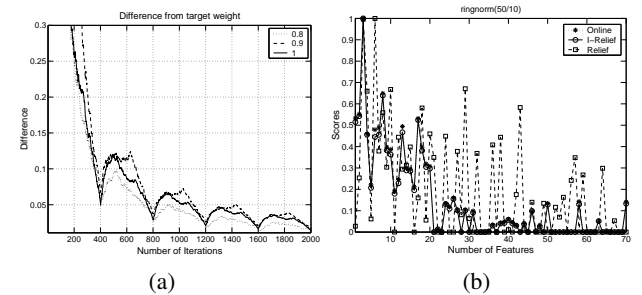 Difference from target weight
0.3
0.25
0.2
0.15
0.1
0.05
Difference
200 400 600 800 1000 1200 1400 1600 1800 2000
Number of Iterations
0.8
0.9
1
(a)
ringnorm(50/10)
1
0.9
0.8
0.7
0.6
0.5
0.4
0.3
0.2
0.1
0
Scores
10 20 30 40 50 60 70
Number of Features
Online
I-Relief
Relief
(b)